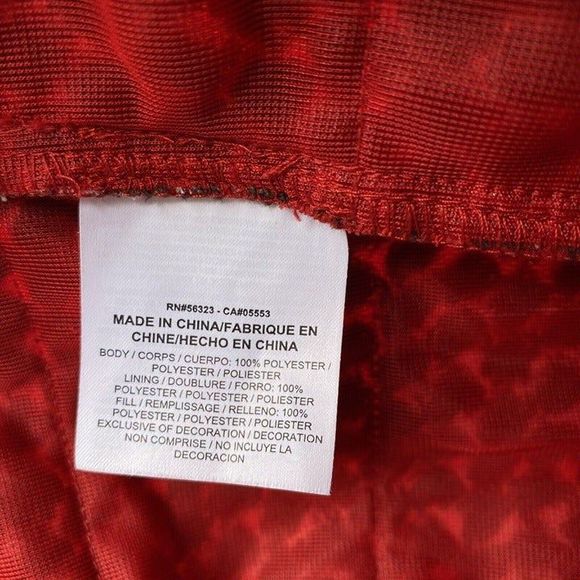 RN#56323 - CA#05553
MADE IN CHINA/FABRIQUE EN
CHINE/HECHO EN CHINA
BODY / CORPS / CUERPO: 100% POLYESTER /
POLYESTER / POLIESTER
LINING / DOUBLURE / FORRO: 100%
POLYESTER / POLYESTER / POLIESTER
FILL / REMPLISSAGE / RELLENO: 100%
POLYESTER / POLYESTER / POLIESTER
EXCLUSIVE OF DECORATION / DECORATION
NON COMPRISE / NO INCLUYE LA
DECORACION